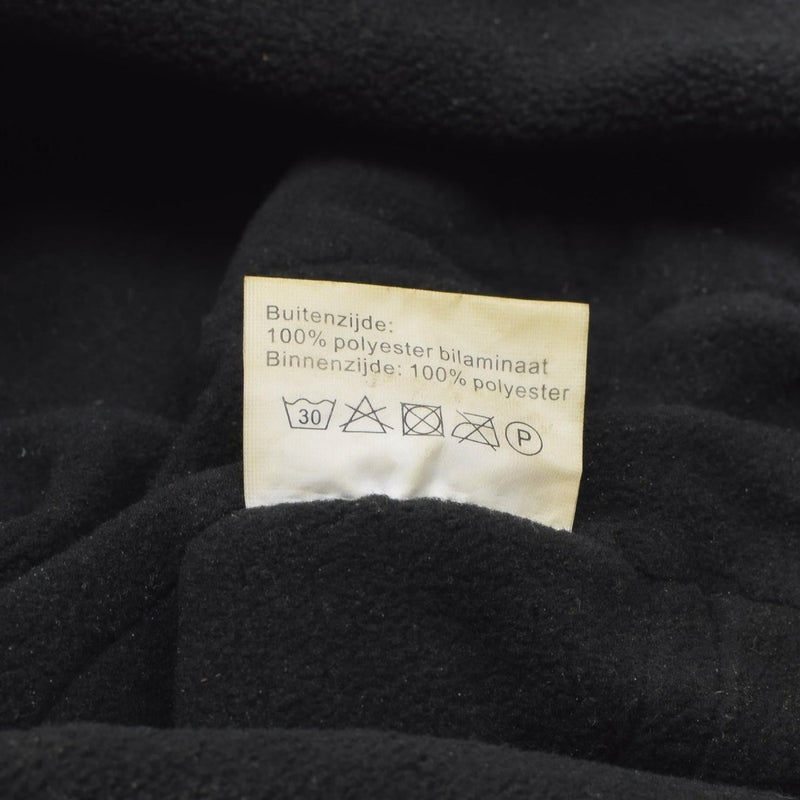 Buitenzijde:
100% polyester bilaminaat
Binnenzijde: 100% polyester
30
P